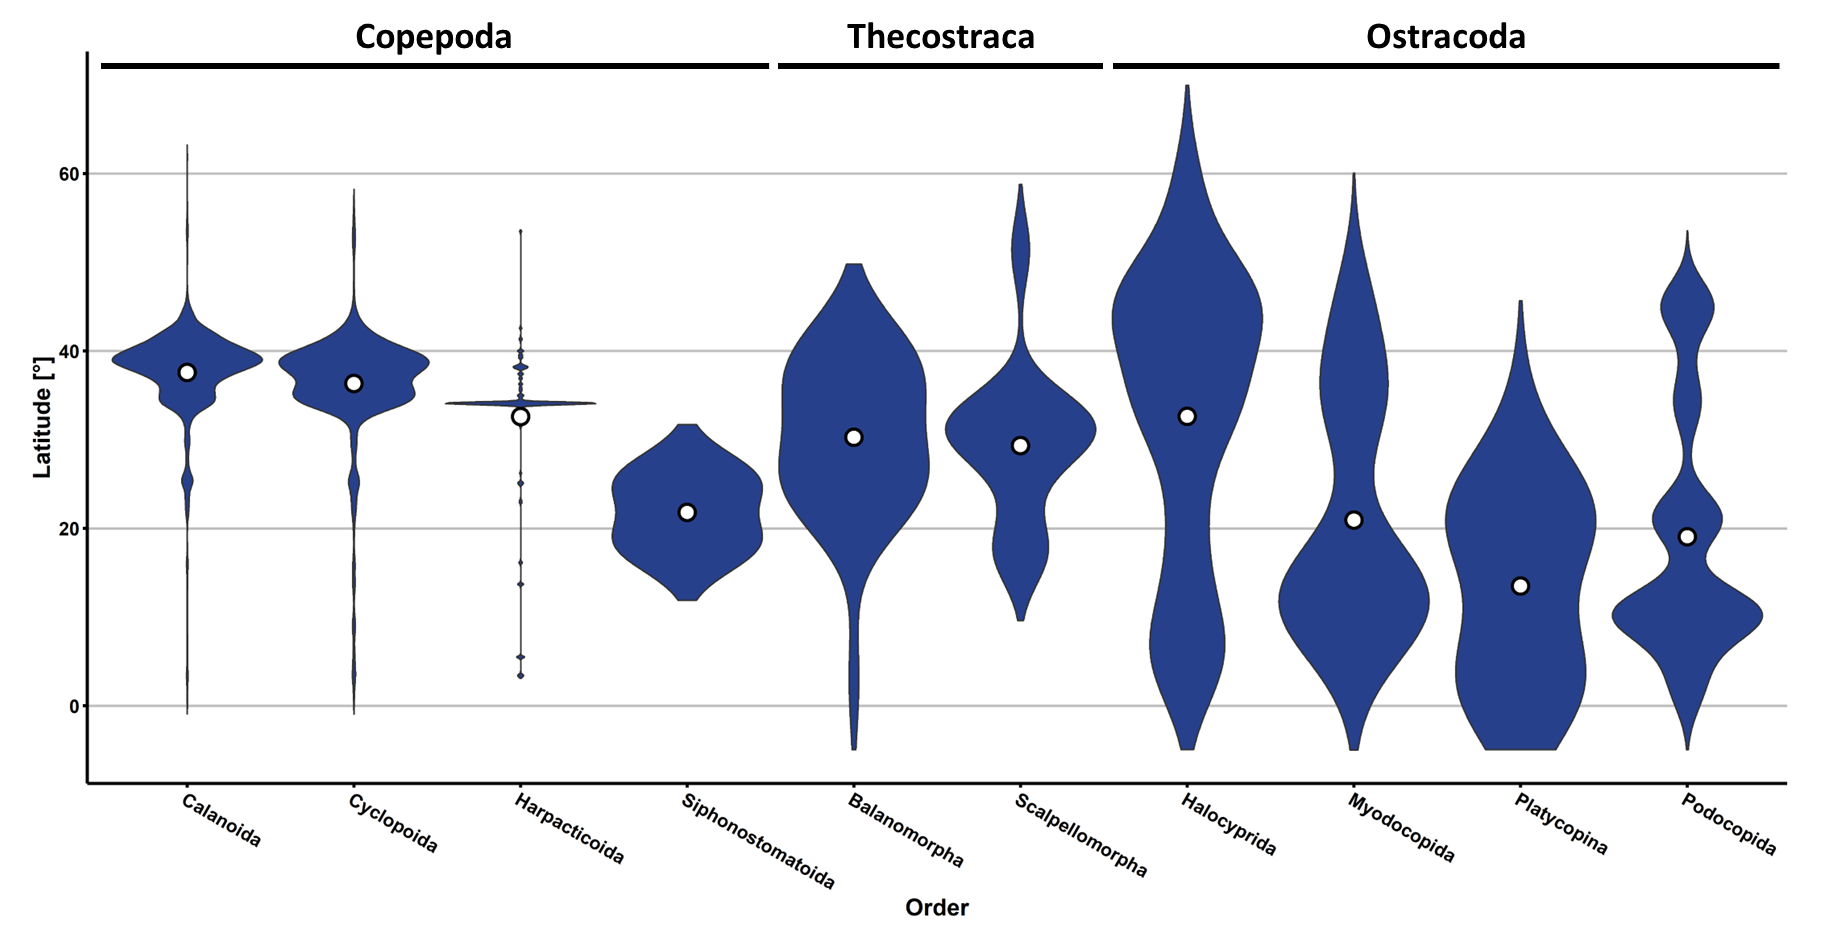 Copepoda Thecostraca Ostracoda
60
40
20
0
Latitude [°]
Calanoida Cyclopoida Harpacticoida Siphonostomatoida Balanomorpha Scalpellomorpha Halocyprida Myodocopida Platycopina Podocopida
Order